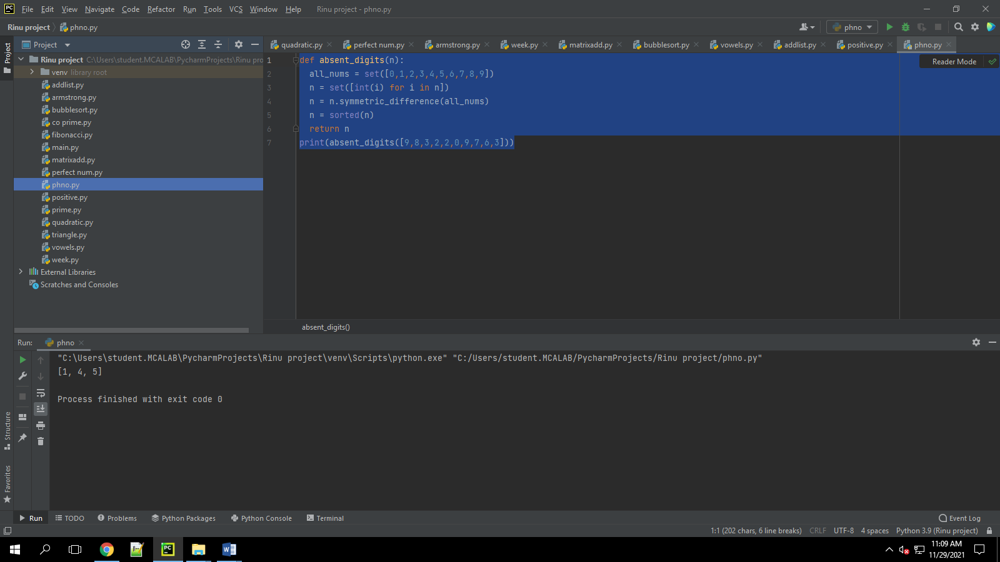 File Edit View Navigate Code Refactor Run Tools VCS Window Help Rinu project - phno.py
Rinu project phno.py phno
Project
quadratic.py perfect num.py armstrong.py week.py matrixadd.py bubblesort.py vowels.py addlist.py positive.py phno.py
Rinu project C:\Users\student.MCALAB\PycharmProjects\Rinu pro
venv library root
addlist.py
armstrong.py
bubblesort.py
co prime.py
fibonacci.py
main.py
matrixadd.py
perfect num.py
phno.py
positive.py
prime.py
quadratic.py
triangle.py
vowels.py
week.py
External Libraries
Scratches and Consoles
Project
Reader Mode
1 def absent_digits(n):
2 all_nums = set([0,1,2,3,4,5,6,7,8,9])
3 n = set([int(i) for i in n])
4 n = n.symmetric_difference(all_nums)
5 n = sorted(n)
6 return n
7 print(absent_digits([9,8,3,2,2,0,9,7,6,3]))
absent_digits()
Run: phno
"C:\Users\student.MCALAB\PycharmProjects\Rinu project\venv\Scripts\python.exe" "C:/Users/student.MCALAB/PycharmProjects/Rinu project/phno.py"
[1, 4, 5]
Process finished with exit code 0
Structure
Favorites
Run TODO Problems Python Packages Python Console Terminal Event Log
1:1 (202 chars, 6 line breaks) CRLF UTF-8 4 spaces Python 3.9 (Rinu project)
PC
11:09 AM
11/29/2021